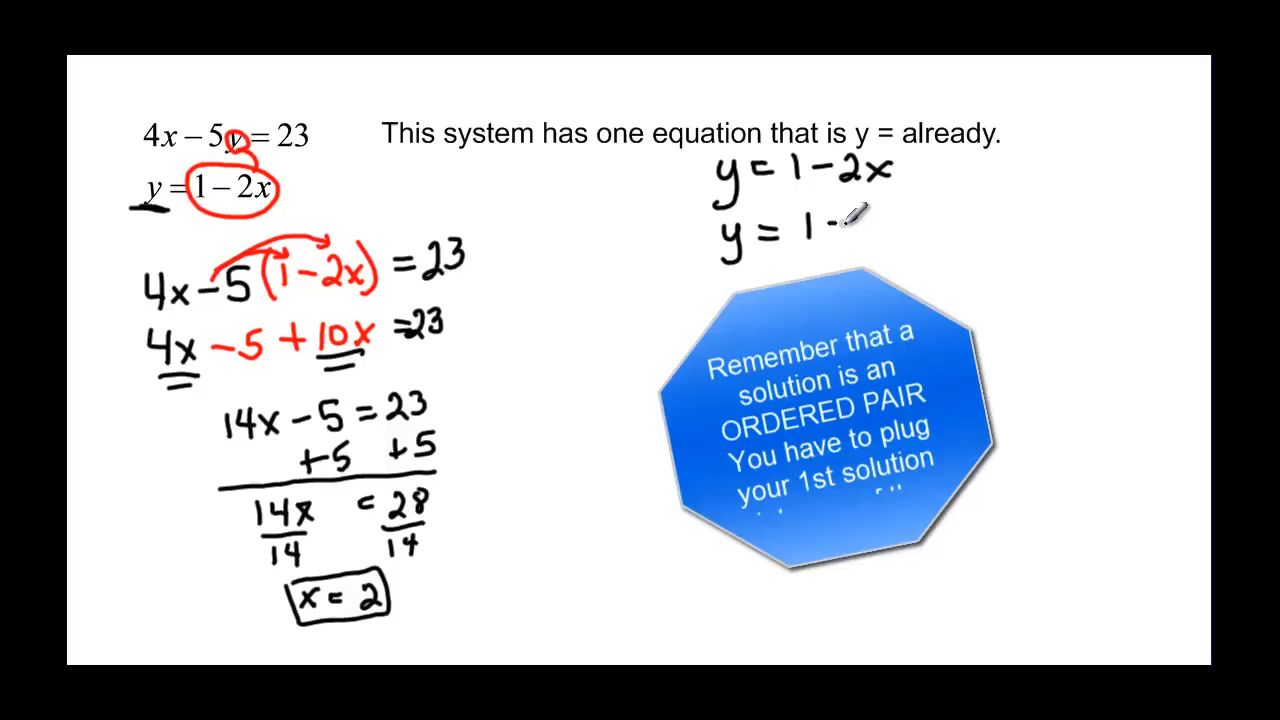 4x − 5y = 23
This system has one equation that is y = already.
y = 1 − 2x
4x − 5(1 − 2x) = 23
4x − 5 + 10x = 23
14x − 5 = 23
+5 +5
14x = 28
14 14
x = 2
y = 1 − 2x
y = 1 −
Remember that a
solution is an
ORDERED PAIR
You have to plug
your 1st solution